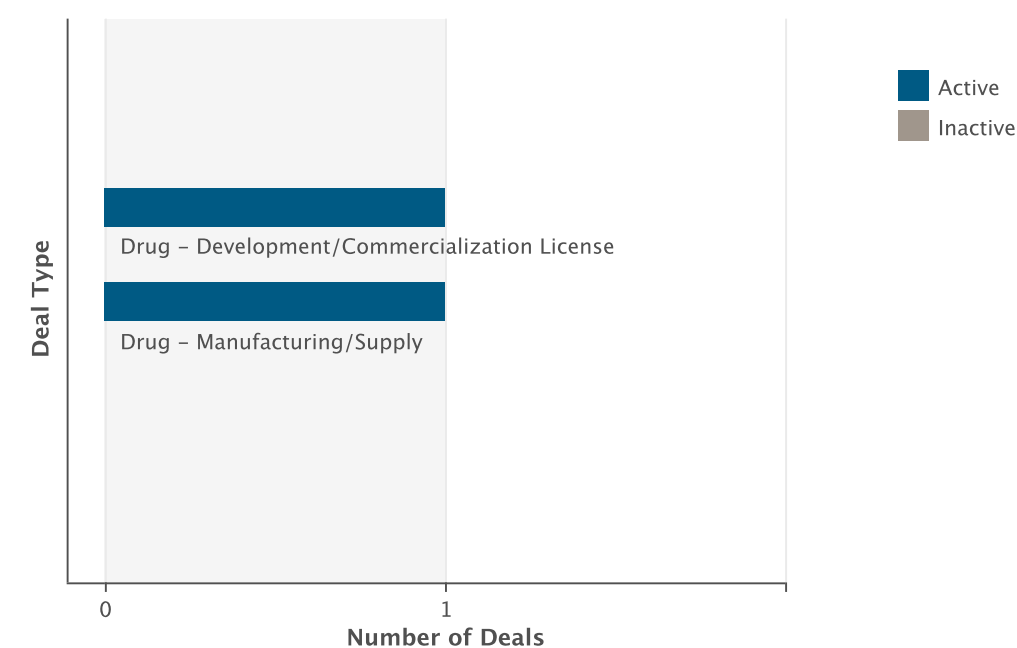 Active
Inactive
Drug – Development/Commercialization License
Drug – Manufacturing/Supply
Deal Type
0
1
Number of Deals